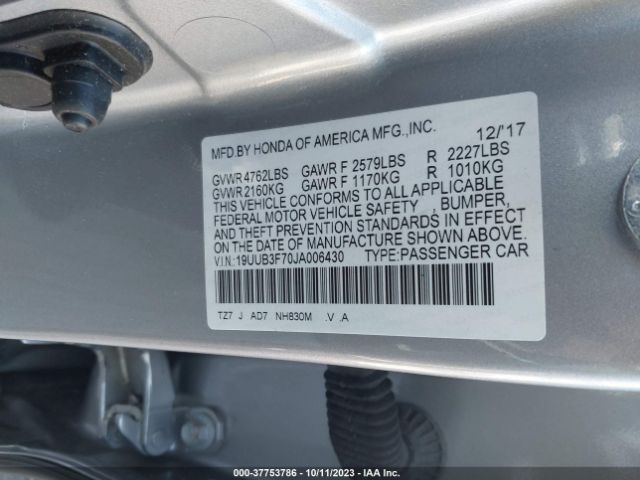 MFD.BY HONDA OF AMERICA MFG.,INC. 12/'17
GVWR 4762LBS GAWR F 2579LBS R 2227LBS
GVWR 2160KG GAWR F 1170KG R 1010KG
THIS VEHICLE CONFORMS TO ALL APPLICABLE
FEDERAL MOTOR VEHICLE SAFETY , BUMPER,
AND THEFT PREVENTION STANDARDS IN EFFECT
ON THE DATE OF MANUFACTURE SHOWN ABOVE.
V.I.N.:19UUB3F70JA006430 TYPE:PASSENGER CAR
TZ7 J AD7 NH830M .V .A
000-37753786 - 10/11/2023 - IAA Inc.